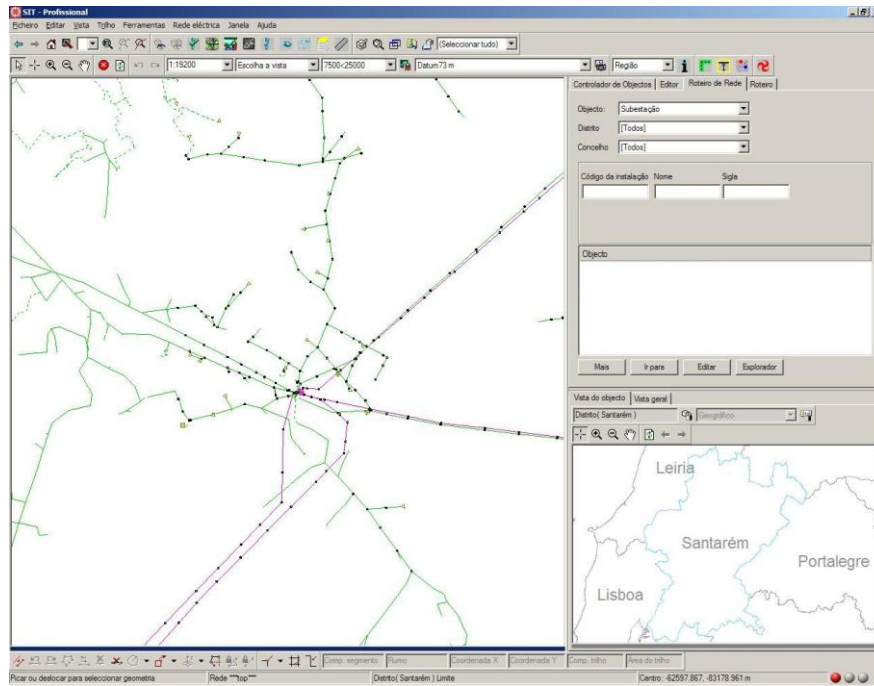 SIT - Profissional
Ficheiro Editar Vista Trilho Ferramentas Rede eléctrica Janela Ajuda
(Seleccionar tudo)
1:19200 Escolha a vista 7500<25000 Datum73 m Região
Controlador de Objectos Editor Roteiro de Rede Roteiro
Objecto: Subestação
Distrito [Todos]
Concelho [Todos]
Código da instalação Nome Sigla
Objecto
Mais Ir para Editar Explorador
Vista do objecto Vista geral
Distrito( Santarém ) Geográfico
Leiria
Santarém
Portalegre
Lisboa
Comp. segmento Rumo Coordenada X Coordenada Y Comp. trilho Área do trilho
Picar ou deslocar para seleccionar geometria Rede """top""" Distrito( Santarém ) Limite Centro: -62597.867, -83178.961 m